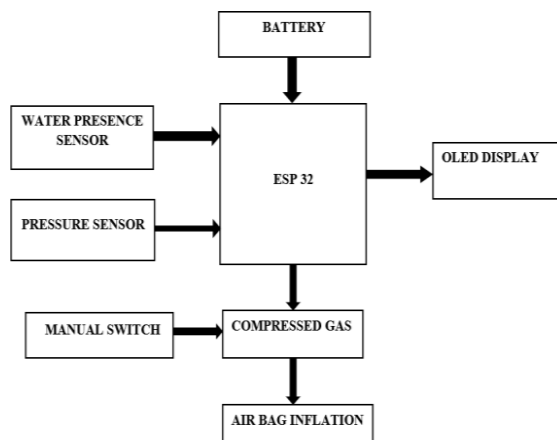 BATTERY
WATER PRESENCE
SENSOR
ESP 32
OLED DISPLAY
PRESSURE SENSOR
MANUAL SWITCH
COMPRESSED GAS
AIR BAG INFLATION